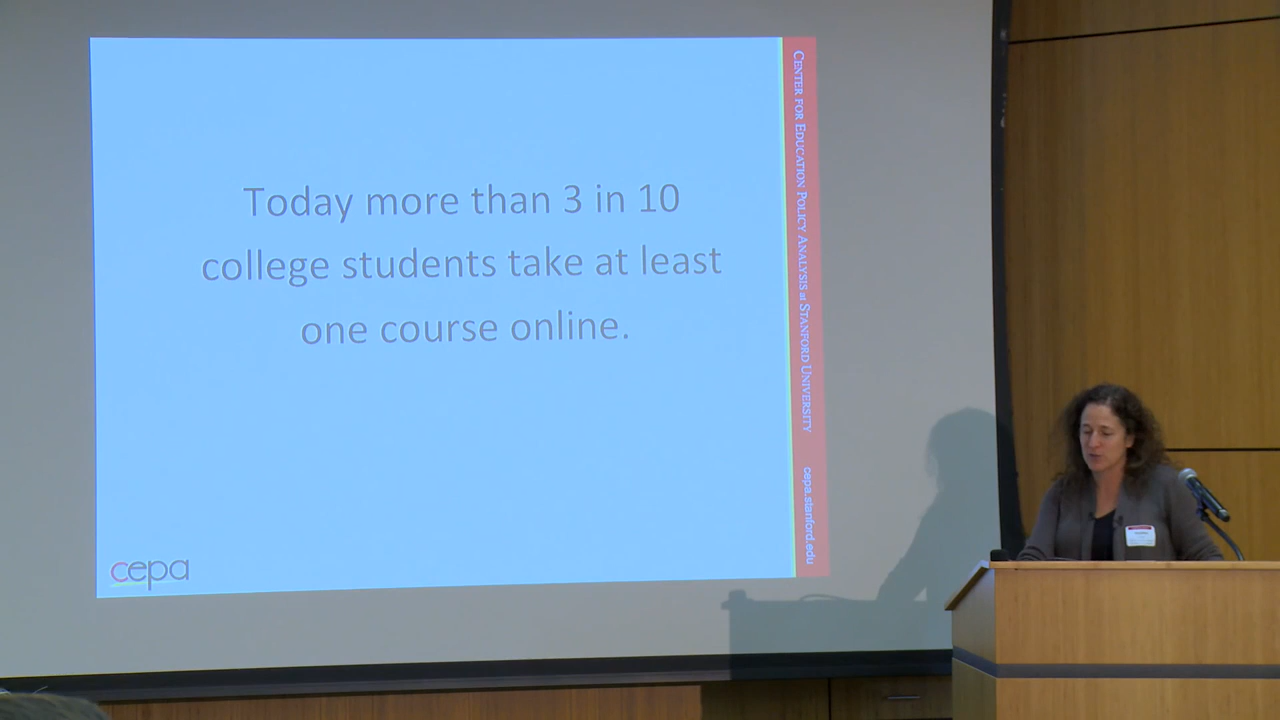 Today more than 3 in 10
college students take at least
one course online.
CENTER FOR EDUCATION POLICY ANALYSIS at STANFORD UNIVERSITY
cepa.stanford.edu
cepa